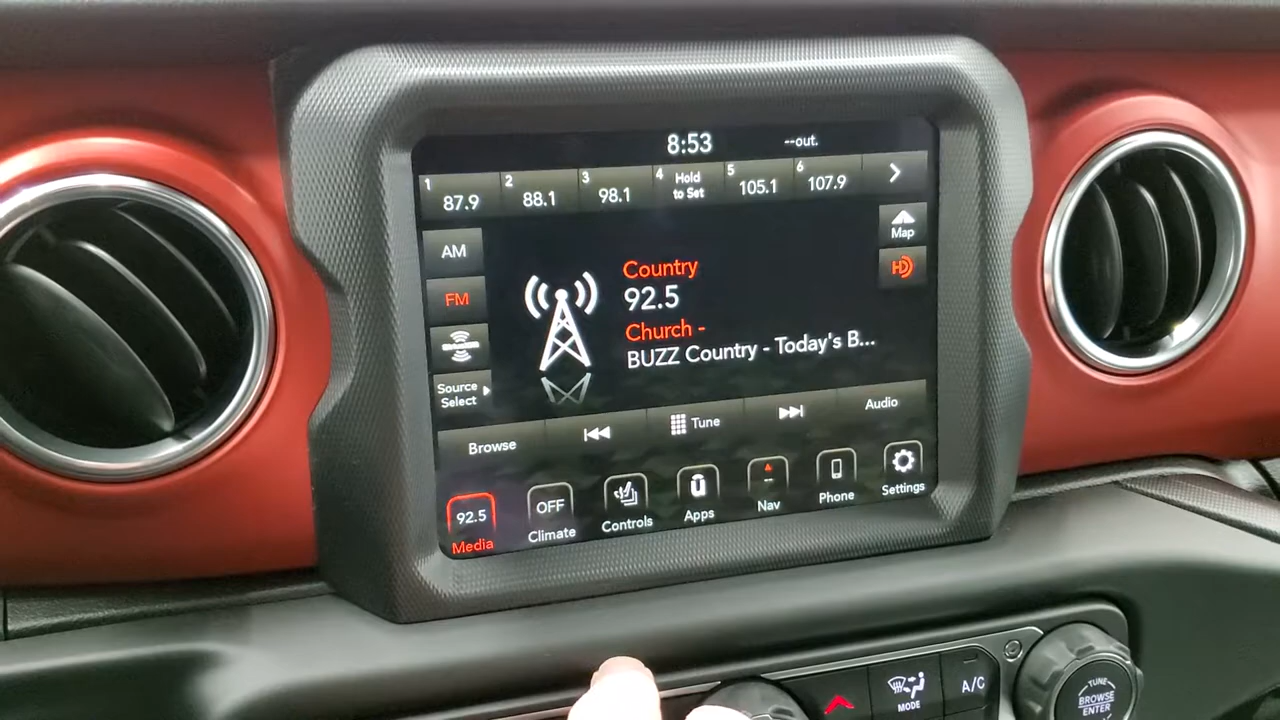 8:53 --out.
1 87.9 2 88.1 3 98.1 4 Hold to Set 5 105.1 6 107.9
AM
Map
FM
HD
Country
92.5
Church -
BUZZ Country - Today's B...
Source
Select
Browse Tune Audio
92.5 OFF
Media Climate Controls Apps Nav Phone Settings
MODE
A/C
TUNE
BROWSE
ENTER